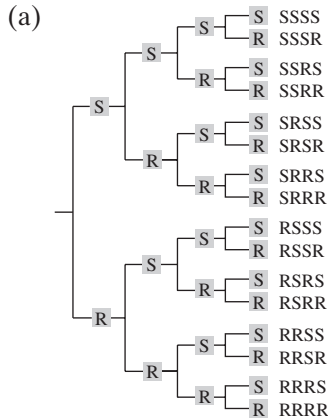 (a)
S SSSS
S
R SSSR
S
S SSRS
R
R SSRR
S
S SRSS
S
R SRSR
R
S SRRS
R
R SRRR
S RSSS
S
R RSSR
S
S RSRS
R
R RSRR
R
S RRSS
S
R RRSR
R
S RRRS
R
R RRRR